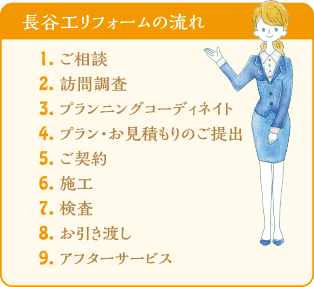 長谷工リフォームの流れ
1. ご相談
2. 訪問調査
3. プランニングコーディネイト
4. プラン・お見積もりのご提出
5. ご契約
6. 施工
7. 検査
8. お引き渡し
9. アフターサービス